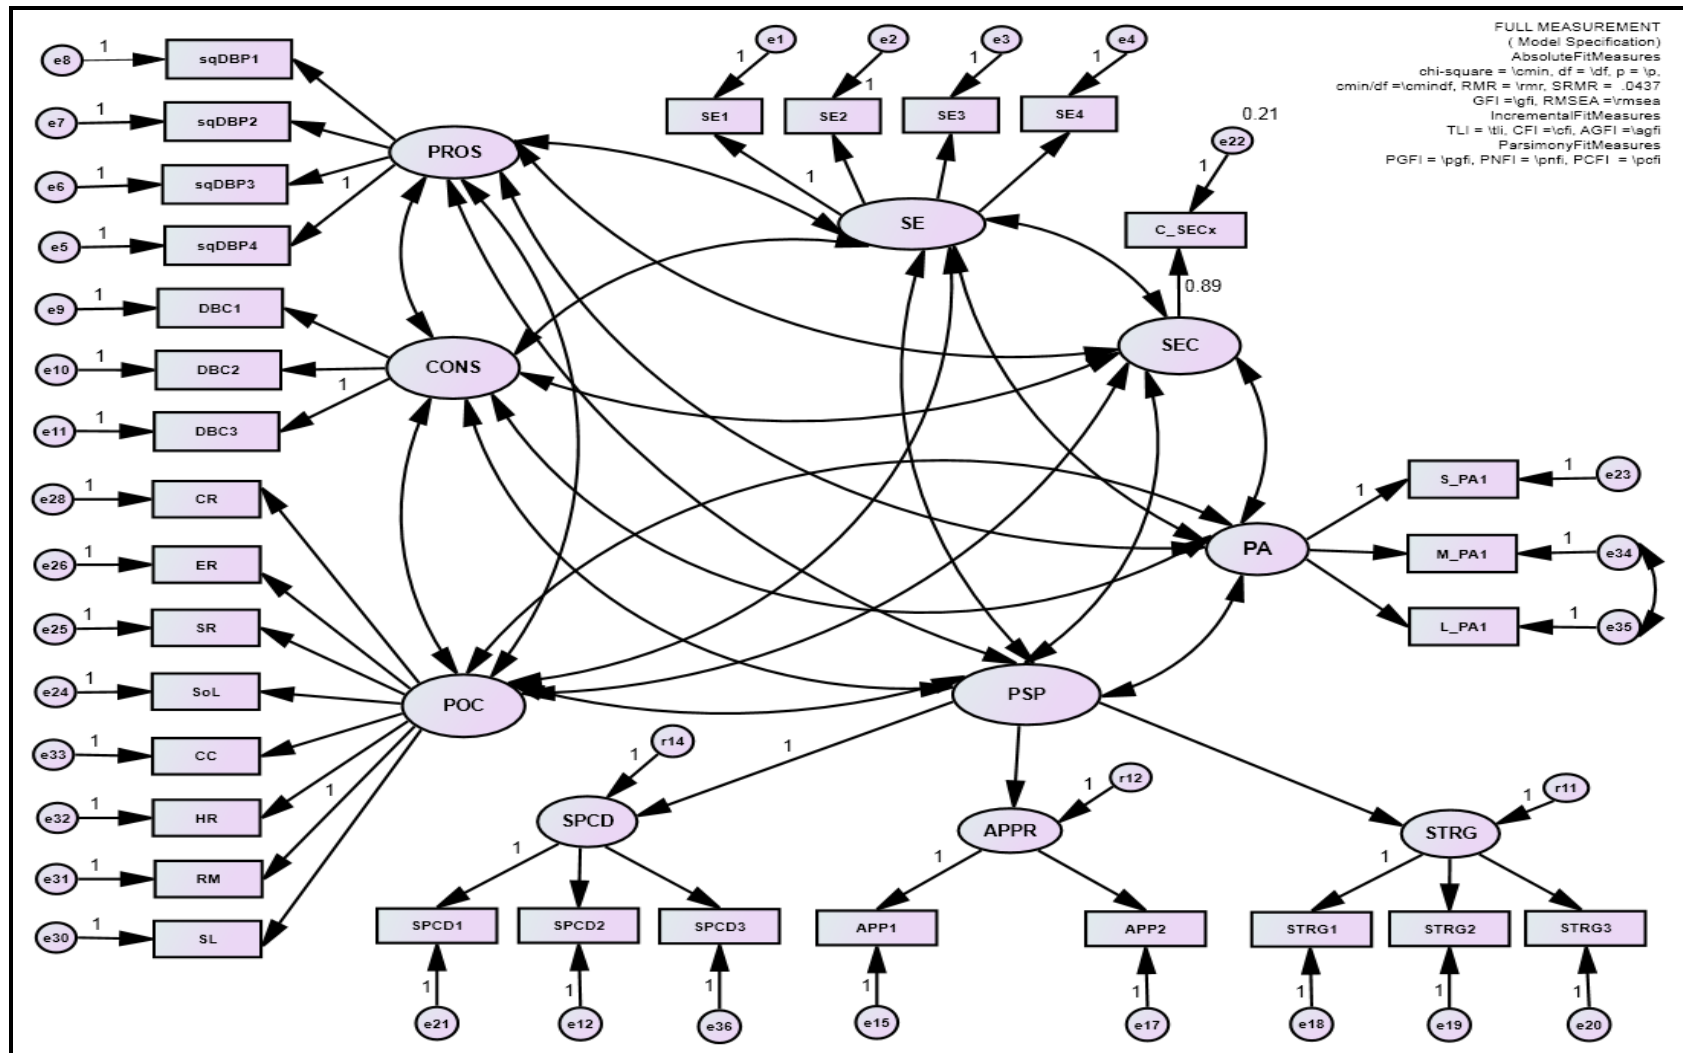 FULL MEASUREMENT
( Model Specification)
AbsoluteFitMeasures
chi-square = \cmin, df = \df, p = \p,
cmin/df =\cmindf, RMR = \rmr, SRMR = .0437
GFI =\gfi, RMSEA =\rmsea
IncrementalFitMeasures
TLI = \tli, CFI =\cfi, AGFI =\agfi
ParsimonyFitMeasures
PGFI = \pgfi, PNFI = \pnfi, PCFI = \pcfi
e8 1 sqDBP1
e7 1 sqDBP2
e6 1 sqDBP3
e5 1 sqDBP4
1
PROS
e9 1 DBC1
e10 1 DBC2
e11 1 DBC3
1
CONS
e28 1 CR
e26 1 ER
e25 1 SR
e24 1 SoL
e33 1 CC
e32 1 HR
e31 1 RM
e30 1 SL
1
POC
e1 e2 e3 e4
1 1 1 1
SE1 SE2 SE3 SE4
1
SE
0.21
e22
1
C_SECx
0.89
SEC
PA
1
S_PA1 1 e23
M_PA1 1 e34
L_PA1 1 e35
PSP
1
r14 1 SPCD
r12 1 APPR
r11 1 STRG
1 1 1
SPCD1 SPCD2 SPCD3 APP1 APP2 STRG1 STRG2 STRG3
1 1 1 1 1 1 1 1
e21 e12 e36 e15 e17 e18 e19 e20